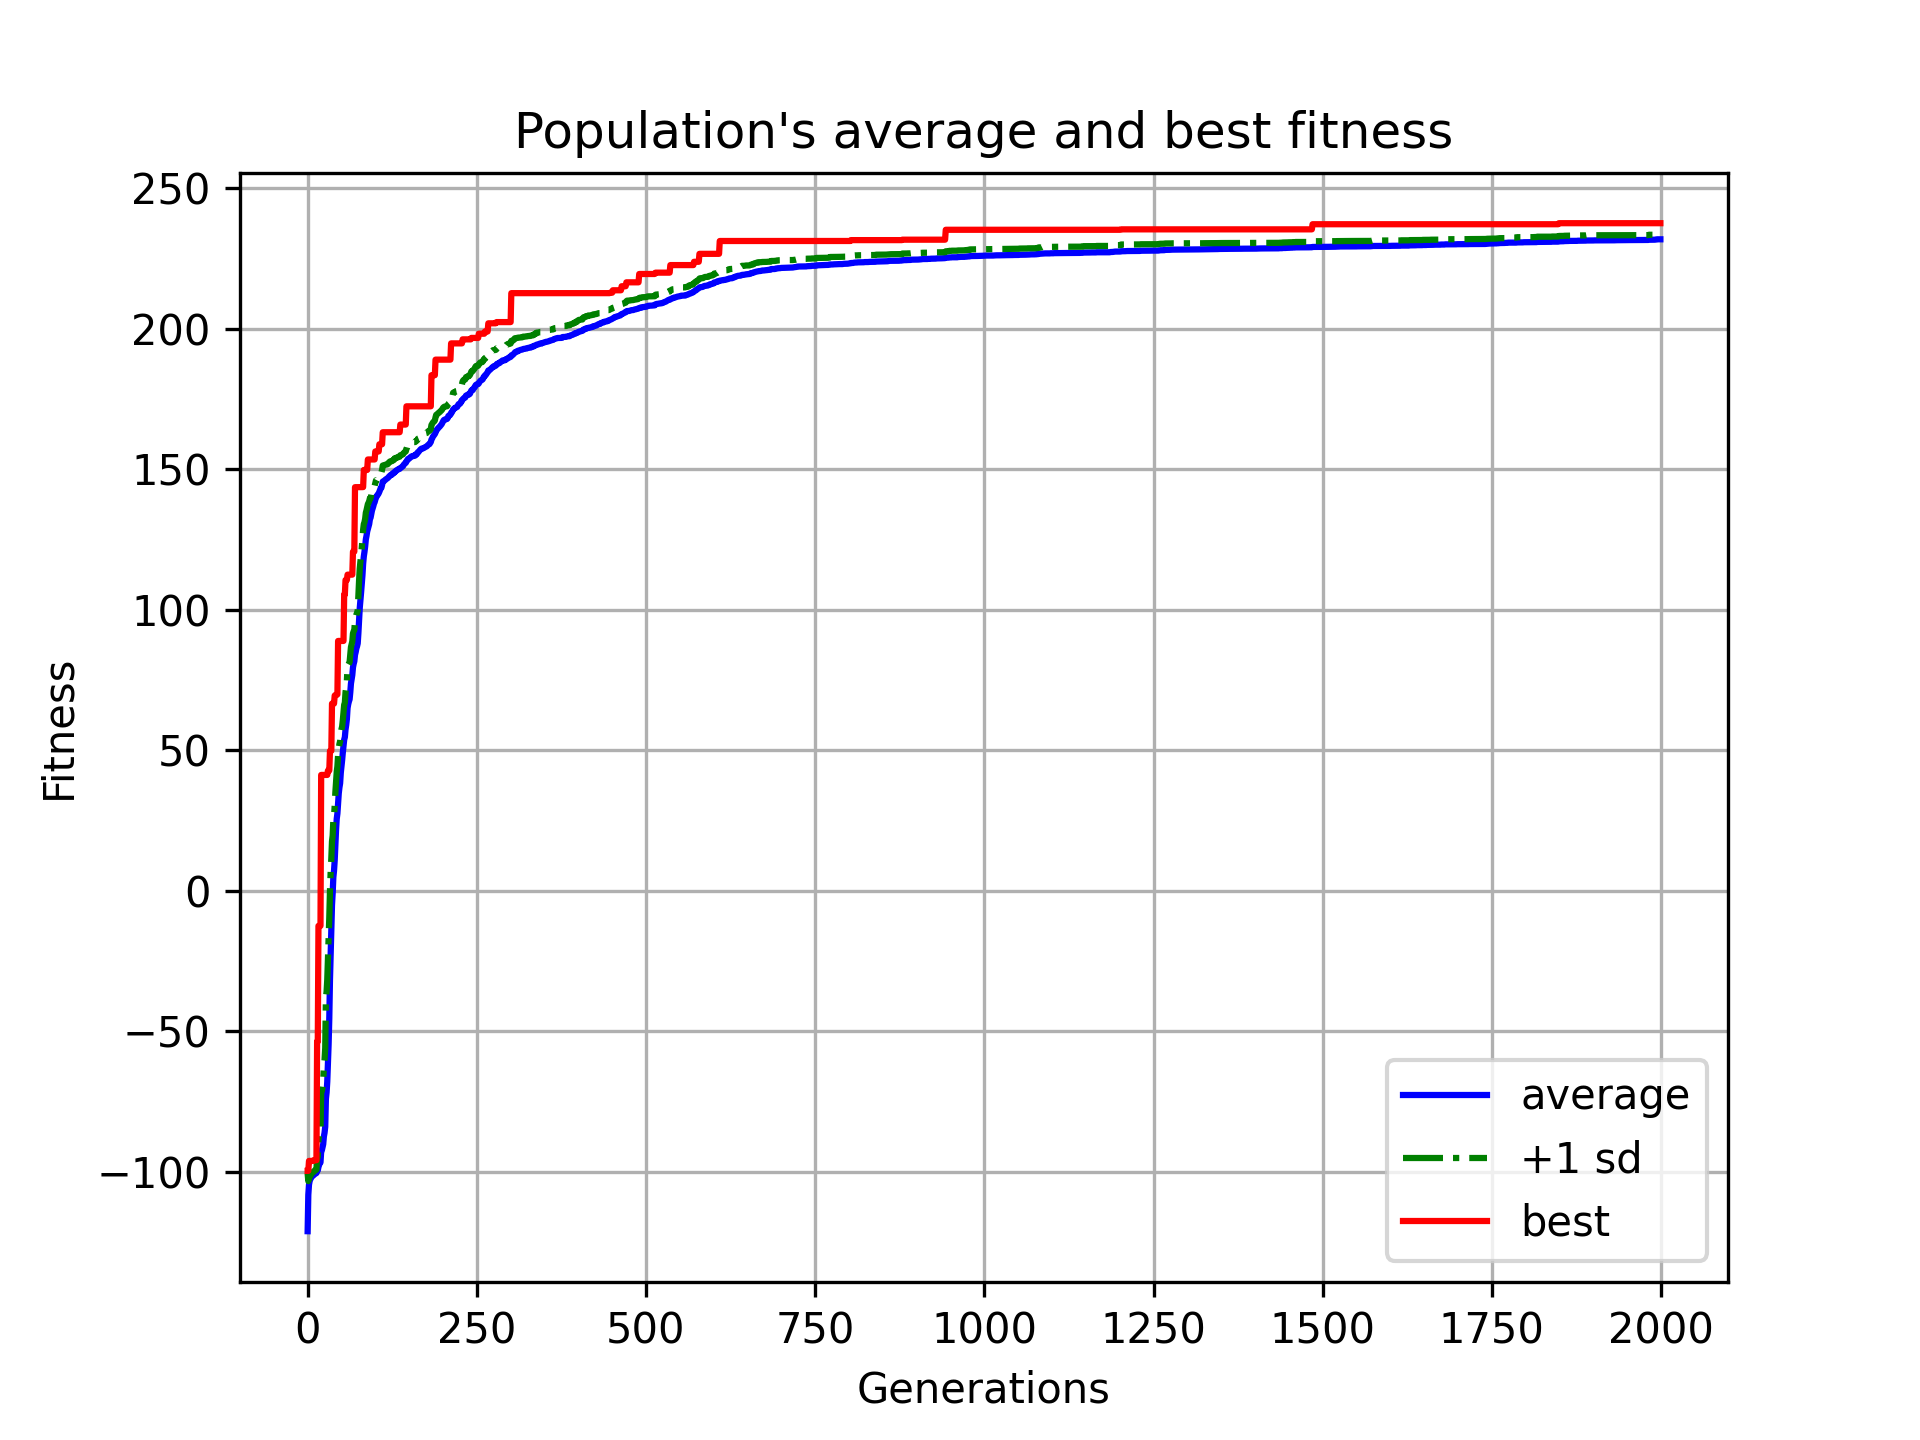 Population's average and best fitness
250
200
150
100
50
0
−50
−100
Fitness
0 250 500 750 1000 1250 1500 1750 2000
Generations
average
+1 sd
best